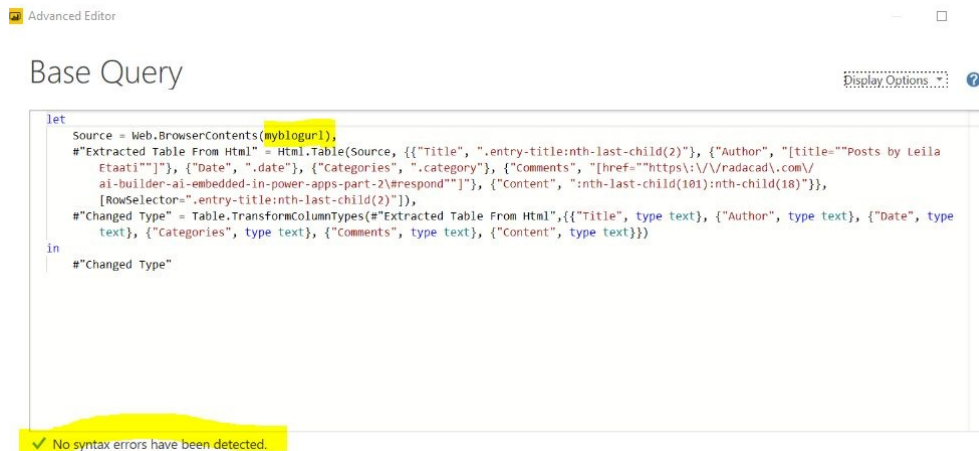 Advanced Editor
Base Query
Display Options
?
let
Source = Web.BrowserContents(myblogurl),
#"Extracted Table From Html" = Html.Table(Source, {{"Title", ".entry-title:nth-last-child(2)"}, {"Author", "[title=""Posts by Leila
Etaati""]"}, {"Date", ".date"}, {"Categories", ".category"}, {"Comments", "[href=""https\:\/\/radacad\.com\/
ai-builder-ai-embedded-in-power-apps-part-2\#respond""]"}, {"Content", ":nth-last-child(101):nth-child(18)"}},
[RowSelector=".entry-title:nth-last-child(2)"]),
#"Changed Type" = Table.TransformColumnTypes(#"Extracted Table From Html",{{"Title", type text}, {"Author", type text}, {"Date", type
text}, {"Categories", type text}, {"Comments", type text}, {"Content", type text}})
in
#"Changed Type"
No syntax errors have been detected.